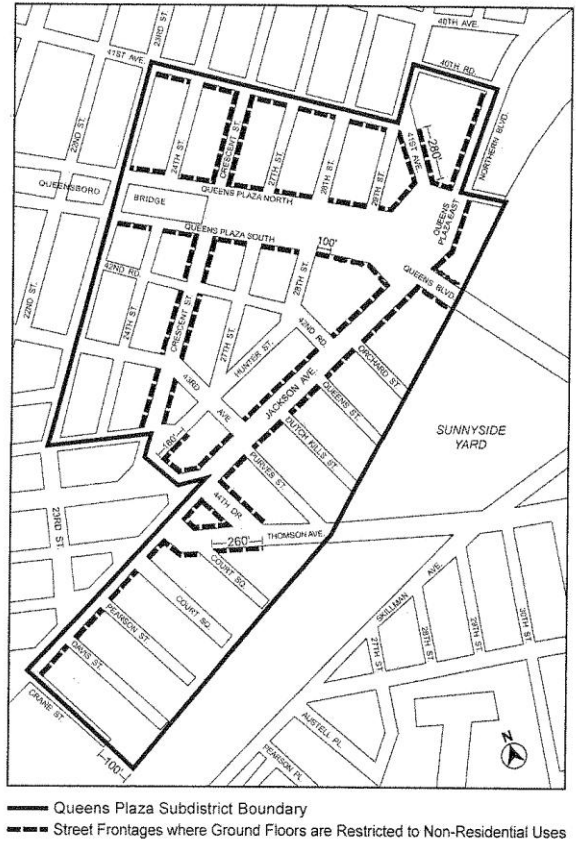 40TH AVE.
23RD ST.
41ST AVE.
40TH RD.
22ND ST.
24TH ST.
CRESCENT ST.
27TH ST.
28TH ST.
29TH ST.
41ST AVE.
280'
NORTHERN BLVD.
QUEENSBORO
BRIDGE
QUEENS PLAZA NORTH
QUEENS PLAZA EAST
QUEENS PLAZA SOUTH
100'
QUEENS BLVD.
42ND RD.
22ND ST.
24TH ST.
CRESCENT ST.
27TH ST.
28TH ST.
42ND RD.
HUNTER ST.
43RD
AVE
JACKSON AVE.
ORCHARD ST.
QUEENS ST.
DUTCH KILLS ST.
PURVES ST.
SUNNYSIDE
YARD
180'
44TH DR.
23RD ST.
260'
THOMSON AVE.
COURT SQ.
COURT SQ.
PEARSON ST.
DAVIS ST.
CRANE ST.
100'
SKILLMAN AVE
27TH ST
28TH ST
29TH ST
30TH ST
AUSTELL PL
PEARSON PL
N
Queens Plaza Subdistrict Boundary
Street Frontages where Ground Floors are Restricted to Non-Residential Uses